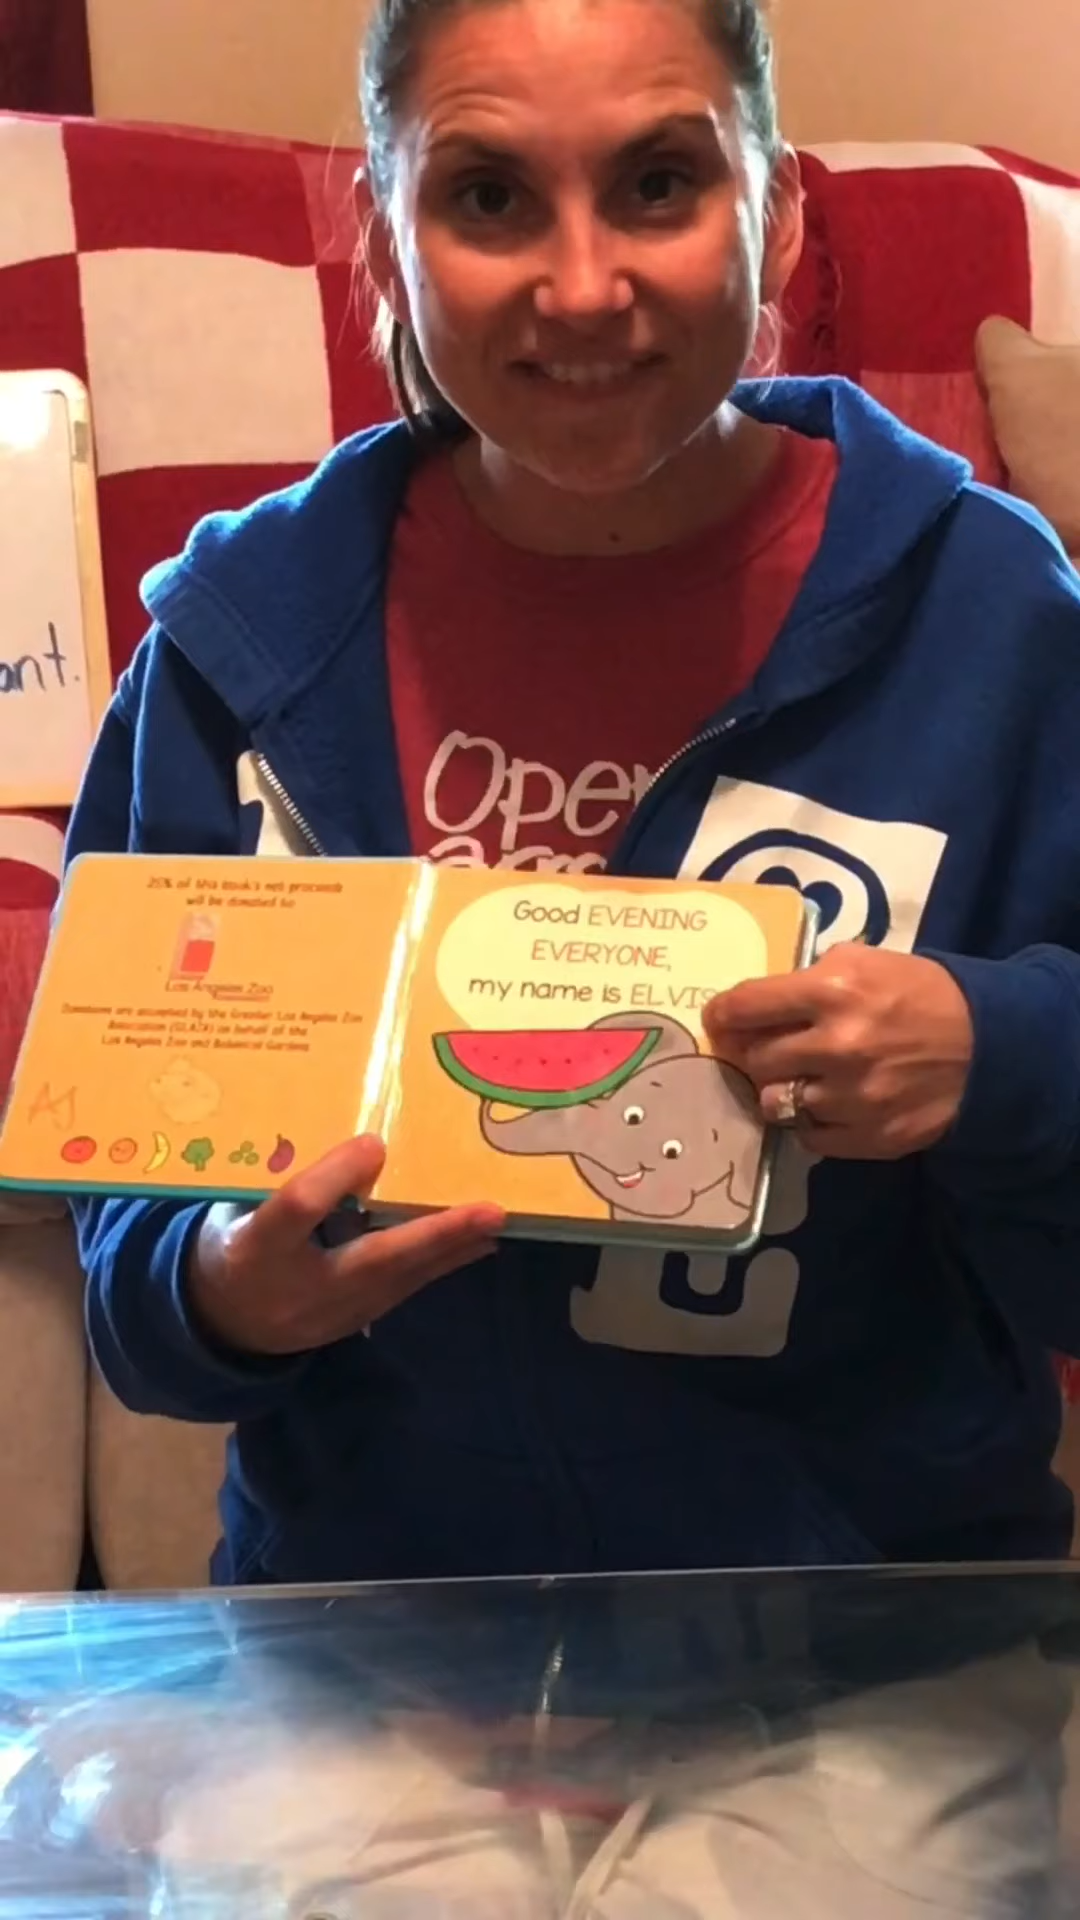 ant.
Open
arms
25% of this book's net proceeds
will be donated to:
Los Angeles Zoo
Donations are accepted by the Greater Los Angeles Zoo
Association (GLAZA) on behalf of the
Los Angeles Zoo and Botanical Gardens
AJ
Good EVENING
EVERYONE,
my name is ELVIS
E